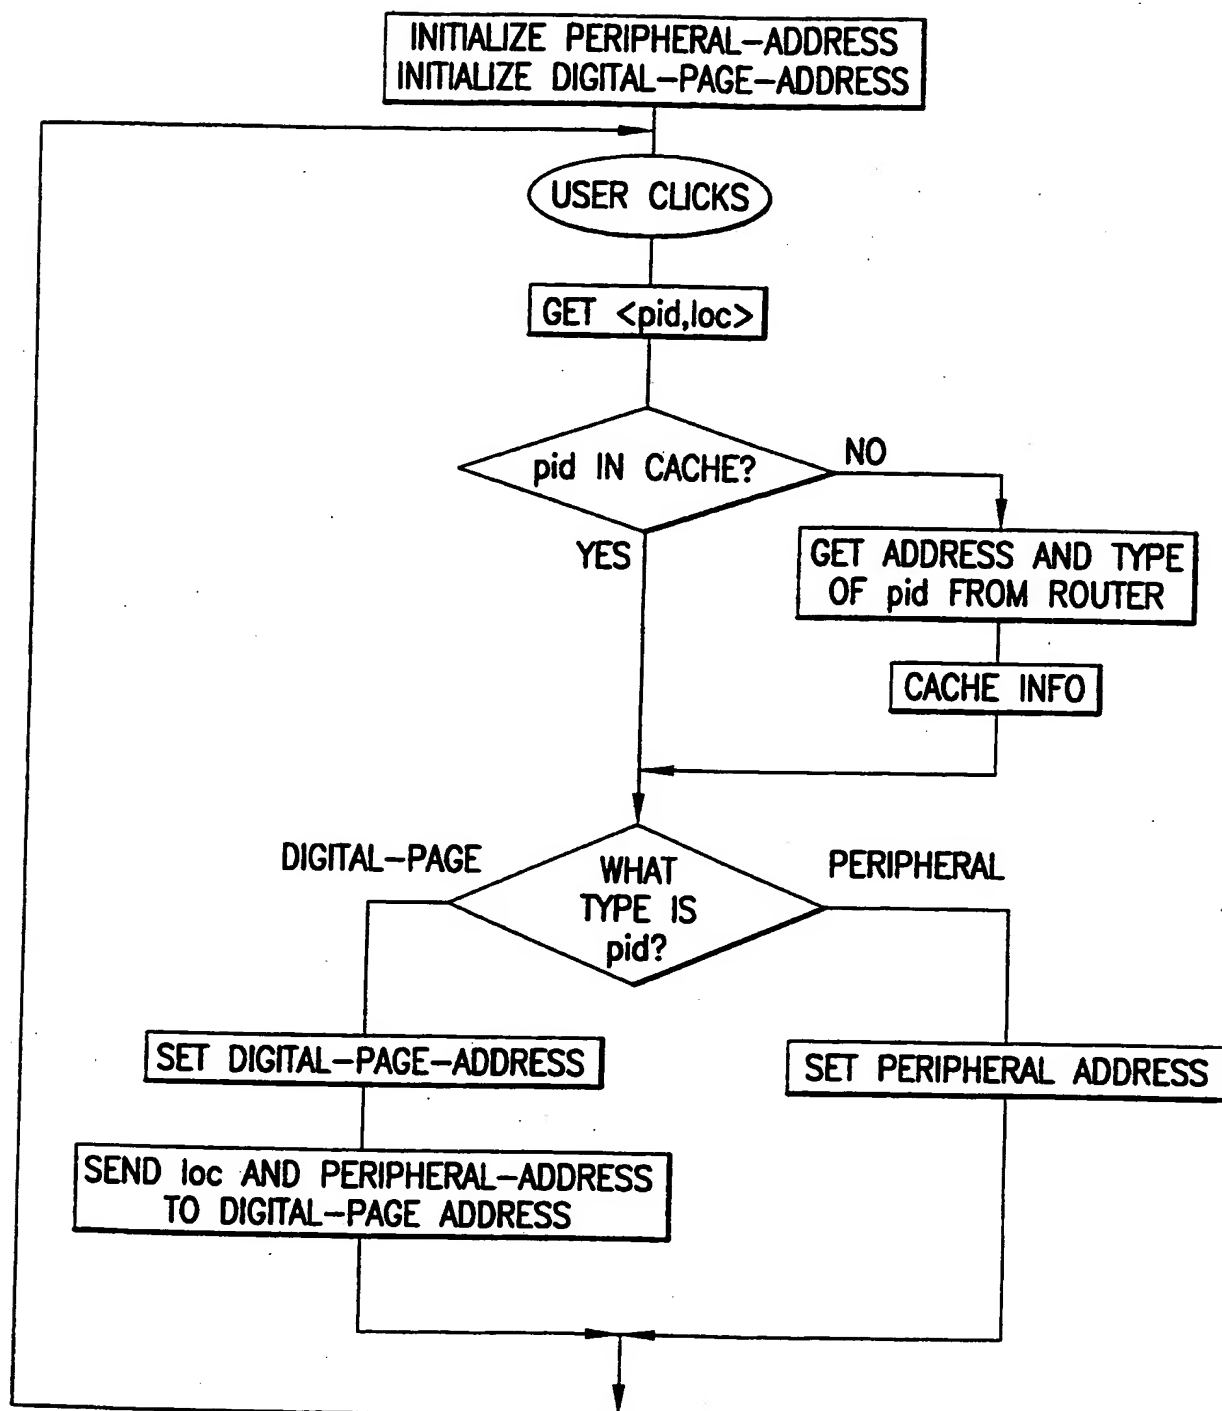 INITIALIZE PERIPHERAL-ADDRESS
INITIALIZE DIGITAL-PAGE-ADDRESS
USER CLICKS
GET <pid,loc>
pid IN CACHE?
NO
YES
GET ADDRESS AND TYPE
OF pid FROM ROUTER
CACHE INFO
DIGITAL-PAGE
WHAT
TYPE IS
pid?
PERIPHERAL
SET DIGITAL-PAGE-ADDRESS
SET PERIPHERAL ADDRESS
SEND loc AND PERIPHERAL-ADDRESS
TO DIGITAL-PAGE ADDRESS